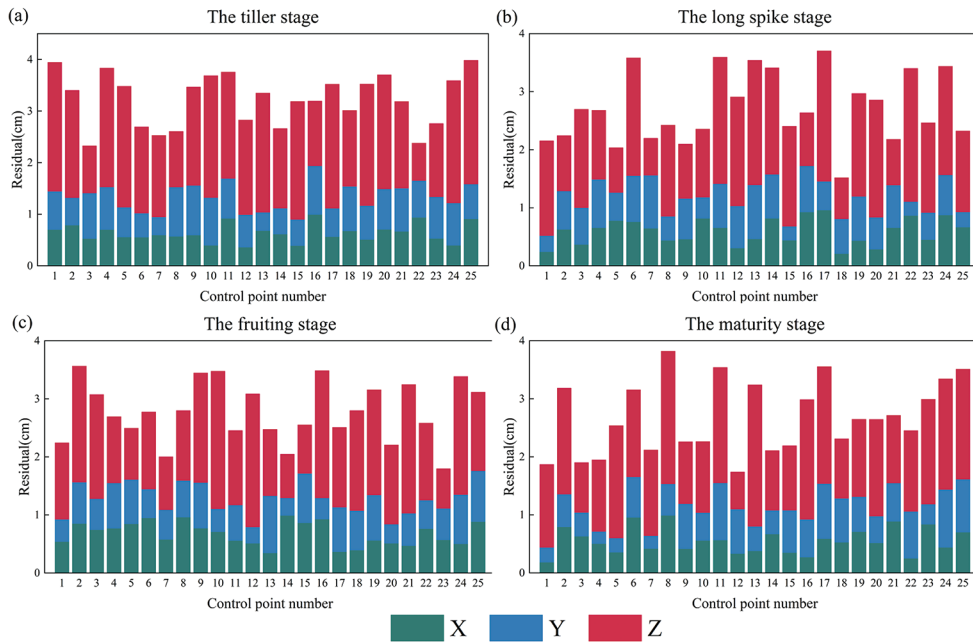 (a) The tiller stage
4
3
2
1
0
Residual(cm)
1 2 3 4 5 6 7 8 9 10 11 12 13 14 15 16 17 18 19 20 21 22 23 24 25
Control point number
(b) The long spike stage
4
3
2
1
0
Residual(cm)
1 2 3 4 5 6 7 8 9 10 11 12 13 14 15 16 17 18 19 20 21 22 23 24 25
Control point number
(c) The fruiting stage
4
3
2
1
0
Residual(cm)
1 2 3 4 5 6 7 8 9 10 11 12 13 14 15 16 17 18 19 20 21 22 23 24 25
Control point number
(d) The maturity stage
4
3
2
1
0
Residual(cm)
1 2 3 4 5 6 7 8 9 10 11 12 13 14 15 16 17 18 19 20 21 22 23 24 25
Control point number
X Y Z